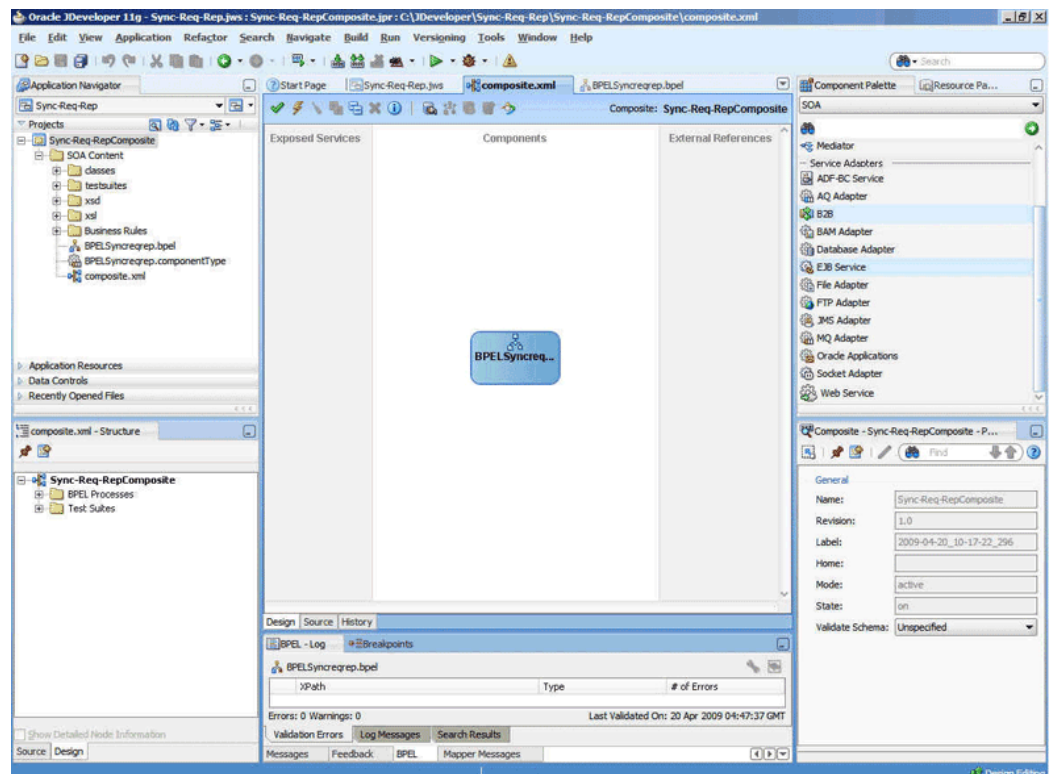 Oracle JDeveloper 11g - Sync-Req-Rep.jws : Sync-Req-RepComposite.jpr : C:\JDeveloper\Sync-Req-Rep\Sync-Req-RepComposite\composite.xml
File Edit View Application Refactor Search Navigate Build Run Versioning Tools Window Help
Search
Application Navigator
Sync-Req-Rep
Projects
Sync-Req-RepComposite
SOA Content
classes
testsuites
xsd
xsl
Business Rules
BPELSyncreqrep.bpel
BPELSyncreqrep.componentType
composite.xml
Application Resources
Data Controls
Recently Opened Files
composite.xml - Structure
Sync-Req-RepComposite
BPEL Processes
Test Suites
Show Detailed Node Information
Source Design
Start Page Sync-Req-Rep.jws composite.xml BPELSyncreqrep.bpel
Composite: Sync-Req-RepComposite
Exposed Services Components External References
BPELSyncreq...
Design Source History
BPEL - Log Breakpoints
BPELSyncreqrep.bpel
XPath Type # of Errors
Errors: 0 Warnings: 0 Last Validated On: 20 Apr 2009 04:47:37 GMT
Validation Errors Log Messages Search Results
Messages Feedback BPEL Mapper Messages
Component Palette Resource Pa...
SOA
Mediator
Service Adapters
ADF-BC Service
AQ Adapter
B2B
BAM Adapter
Database Adapter
EJB Service
File Adapter
FTP Adapter
JMS Adapter
MQ Adapter
Oracle Applications
Socket Adapter
Web Service
Composite - Sync-Req-RepComposite - P...
Find
General
Name: Sync-Req-RepComposite
Revision: 1.0
Label: 2009-04-20_10-17-22_296
Home:
Mode: active
State: on
Validate Schema: Unspecified
Design Editing